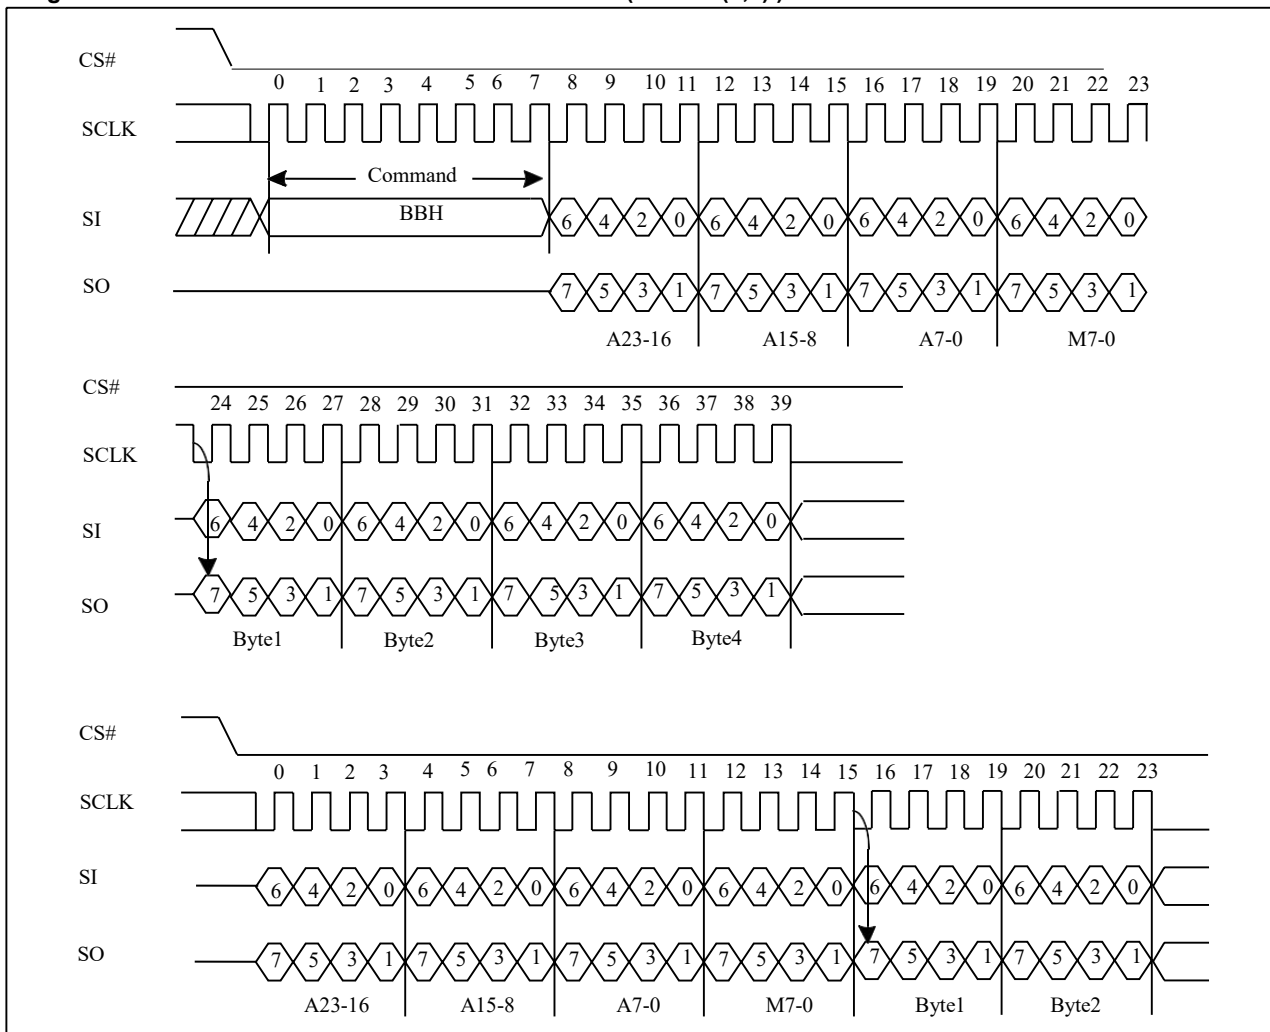 CS#
0 1 2 3 4 5 6 7 8 9 10 11 12 13 14 15 16 17 18 19 20 21 22 23
SCLK
Command
SI BBH 6 4 2 0 6 4 2 0 6 4 2 0 6 4 2 0
SO 7 5 3 1 7 5 3 1 7 5 3 1 7 5 3 1
A23-16 A15-8 A7-0 M7-0
CS#
24 25 26 27 28 29 30 31 32 33 34 35 36 37 38 39
SCLK
SI 6 4 2 0 6 4 2 0 6 4 2 0 6 4 2 0
SO 7 5 3 1 7 5 3 1 7 5 3 1 7 5 3 1
Byte1 Byte2 Byte3 Byte4
CS#
0 1 2 3 4 5 6 7 8 9 10 11 12 13 14 15 16 17 18 19 20 21 22 23
SCLK
SI 6 4 2 0 6 4 2 0 6 4 2 0 6 4 2 0 6 4 2 0 6 4 2 0
SO 7 5 3 1 7 5 3 1 7 5 3 1 7 5 3 1 7 5 3 1 7 5 3 1
A23-16 A15-8 A7-0 M7-0 Byte1 Byte2